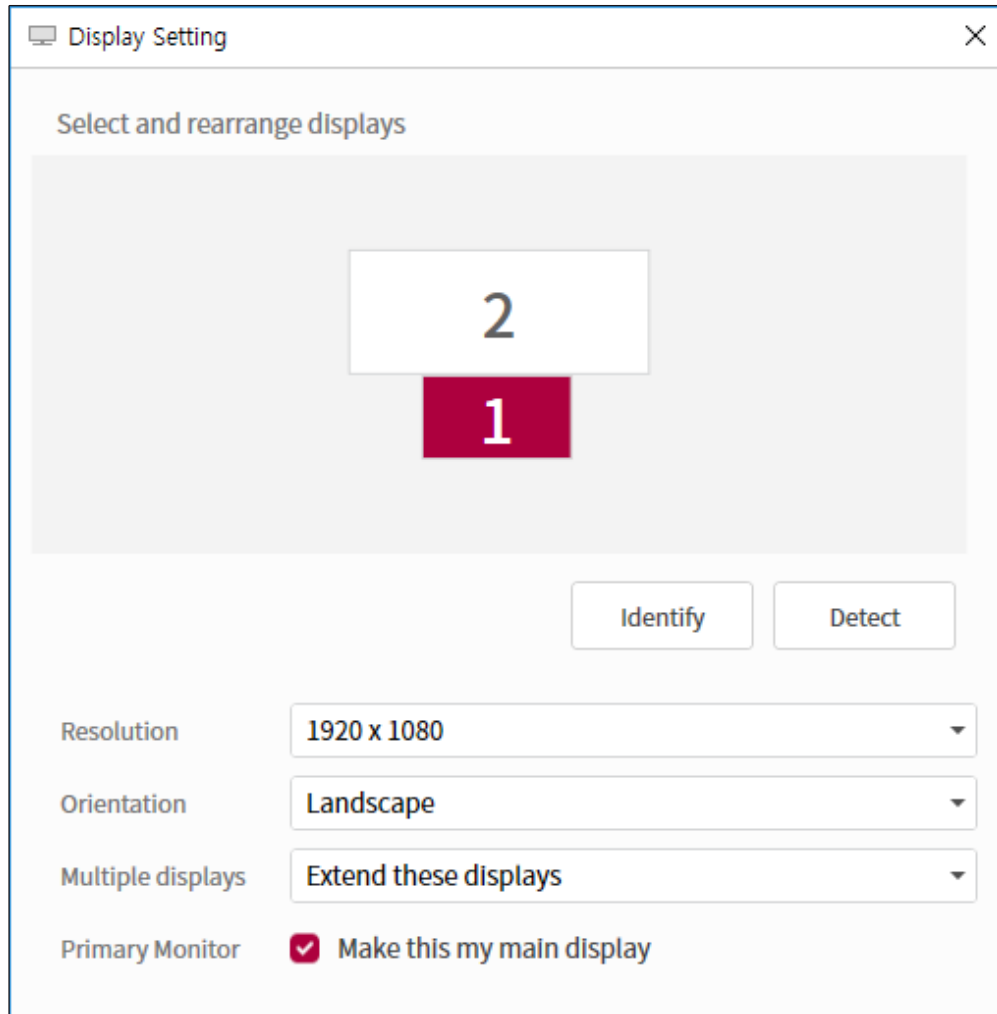 Display Setting
Select and rearrange displays
2
1
Identify Detect
Resolution 1920 x 1080
Orientation Landscape
Multiple displays Extend these displays
Primary Monitor Make this my main display